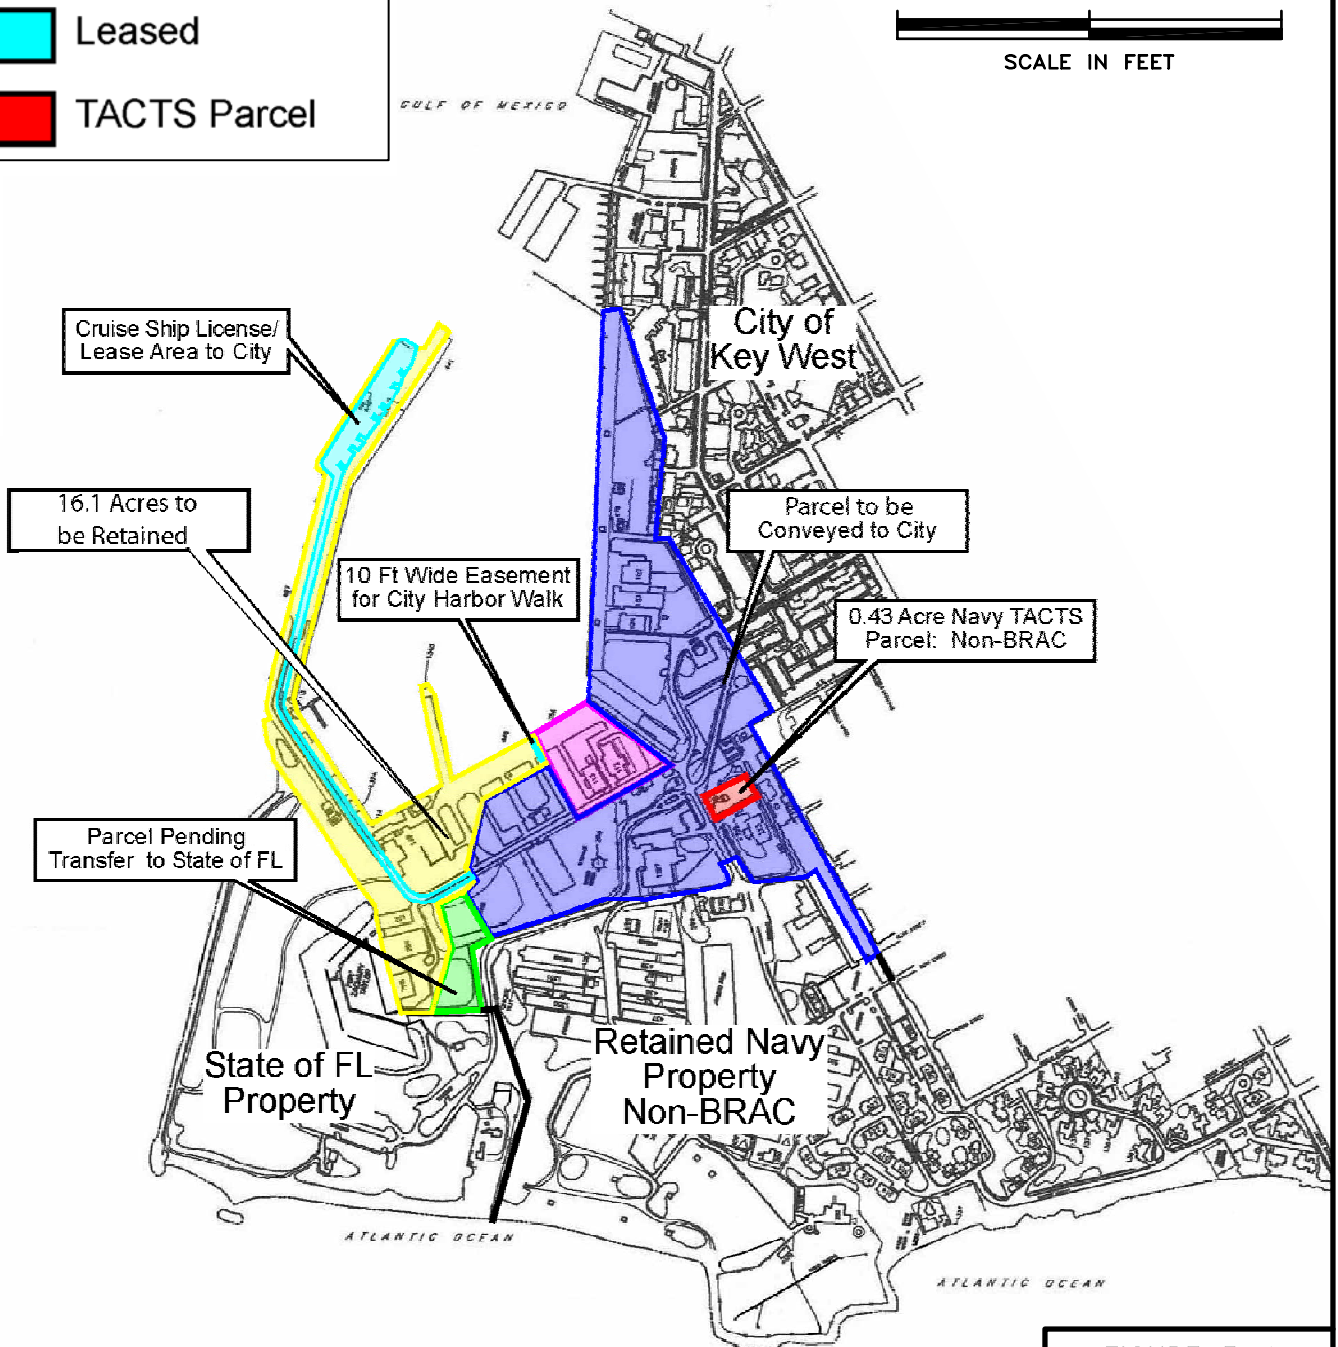 Leased
TACTS Parcel
SCALE IN FEET
GULF OF MEXICO
City of
Key West
Cruise Ship License/
Lease Area to City
16.1 Acres to
be Retained
Parcel to be
Conveyed to City
10 Ft Wide Easement
for City Harbor Walk
0.43 Acre Navy TACTS
Parcel: Non-BRAC
Parcel Pending
Transfer to State of FL
State of FL
Property
Retained Navy
Property
Non-BRAC
ATLANTIC OCEAN
ATLANTIC OCEAN